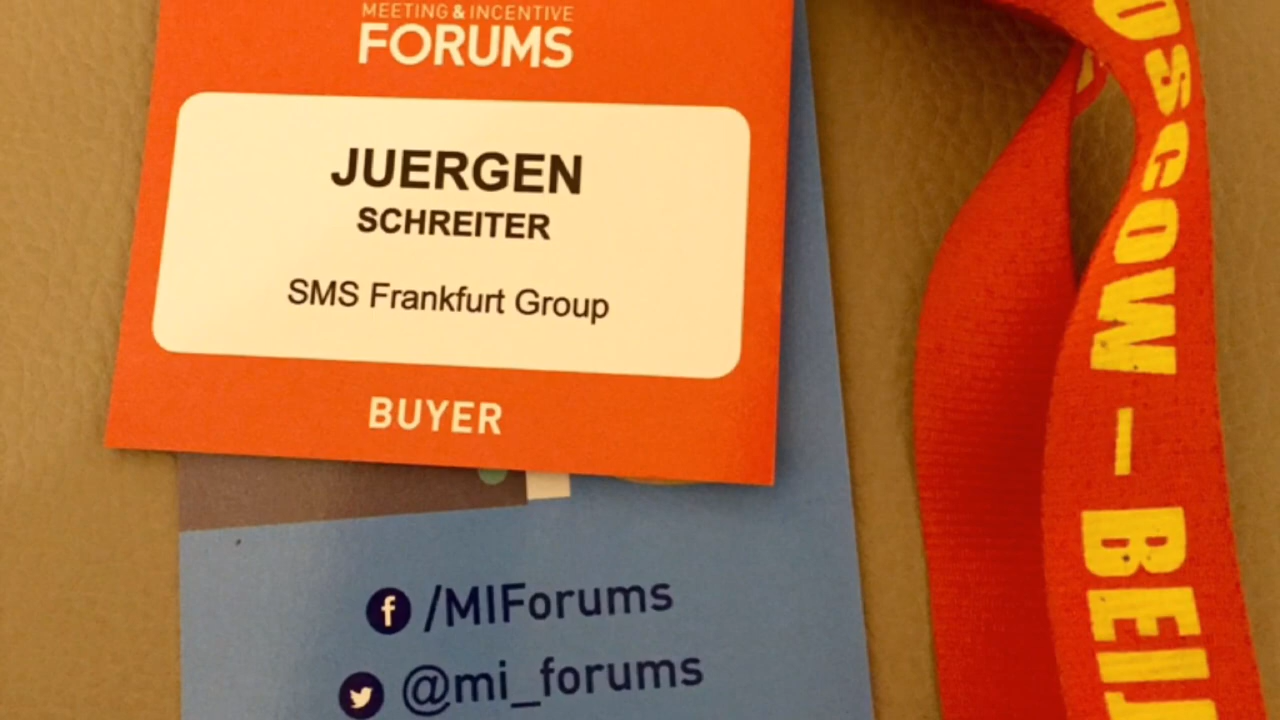 MEETING & INCENTIVE
FORUMS
JUERGEN
SCHREITER
SMS Frankfurt Group
BUYER
/MIForums
@mi_forums